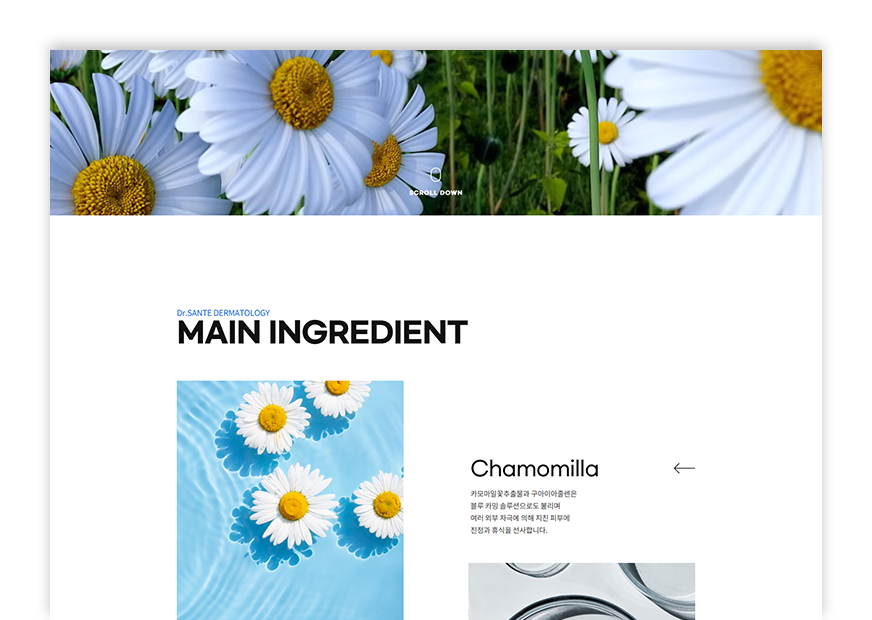 SCROLL DOWN
Dr.SANTE DERMATOLOGY
MAIN INGREDIENT
Chamomilla
카모마일꽃추출물과 구아이아줄렌은
블루 카밍 솔루션으로도 불리며
여러 외부 자극에 의해 지친 피부에
진정과 휴식을 선사합니다.